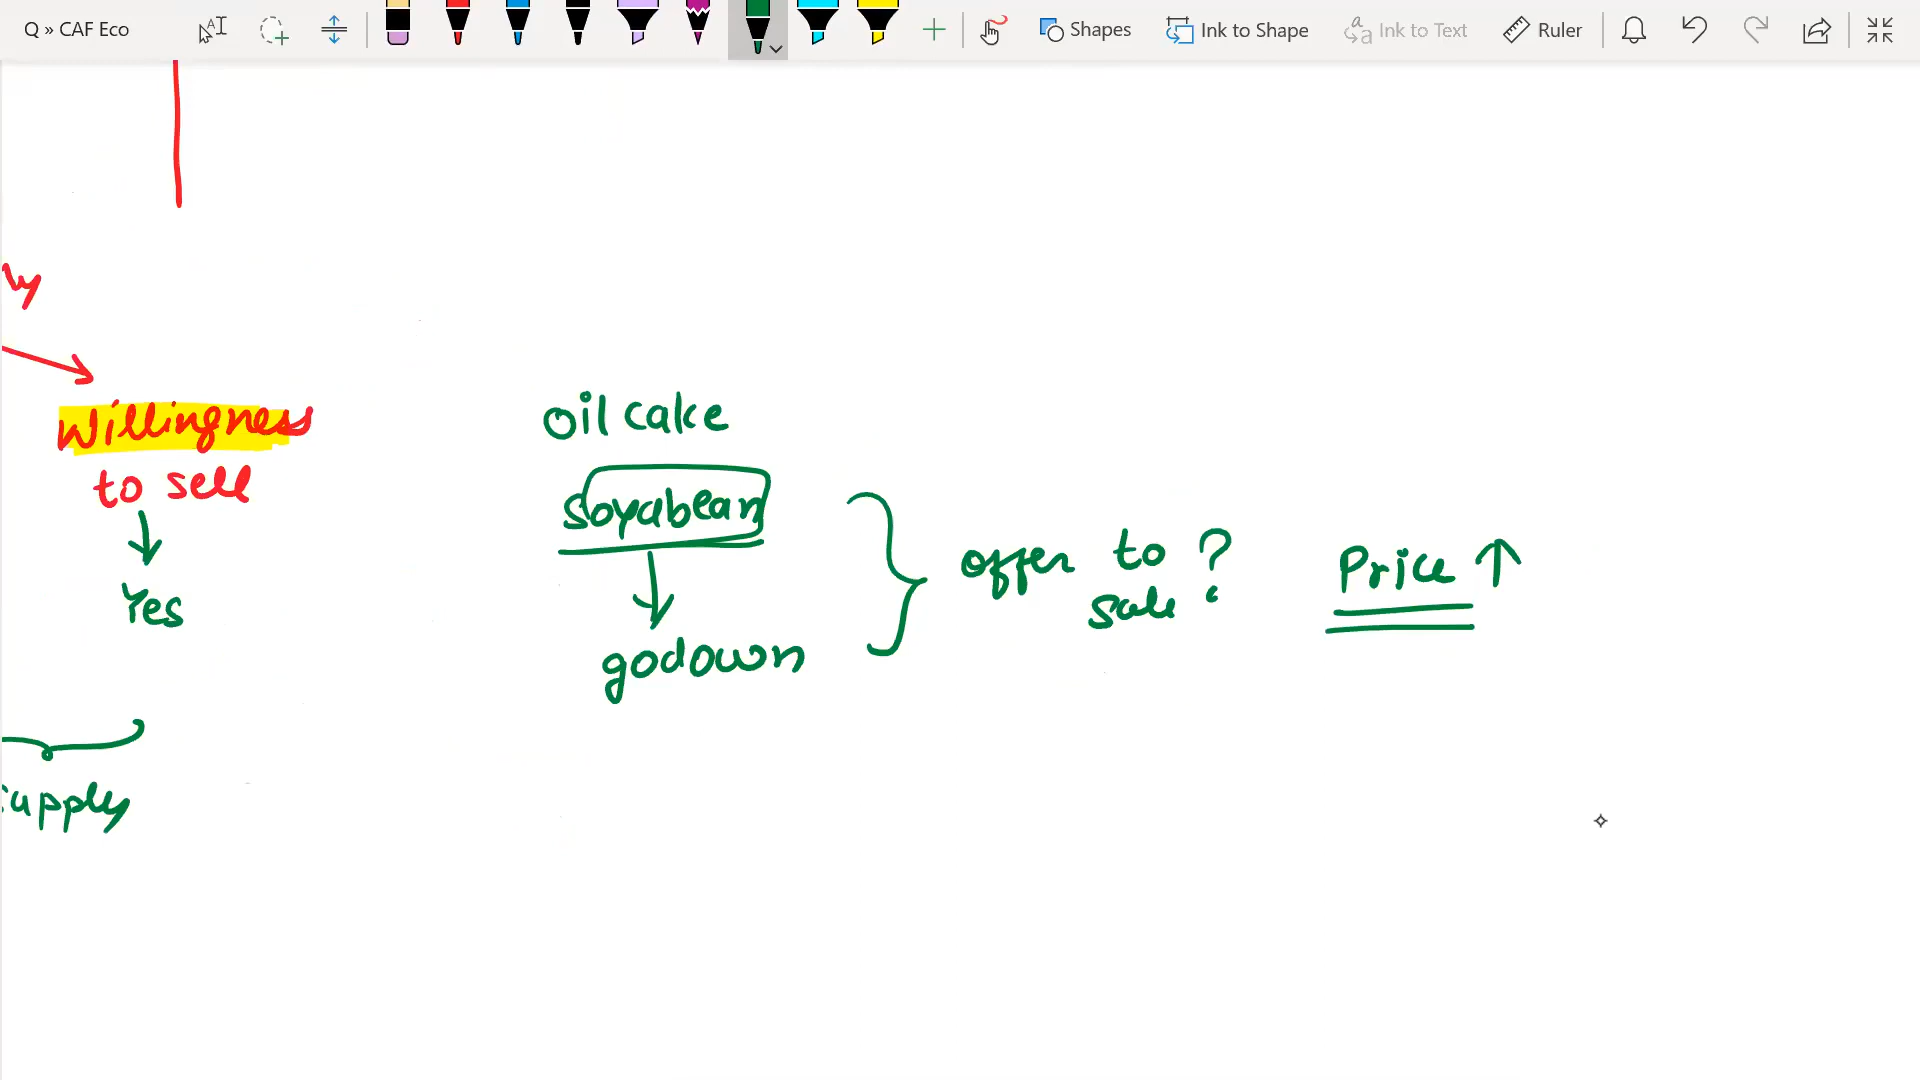 Q » CAF Eco
Shapes
Ink to Shape
Ink to Text
Ruler
Willingness
to sell
Yes
supply
oil cake
soyabean
godown
offer to ?
sale
Price ↑